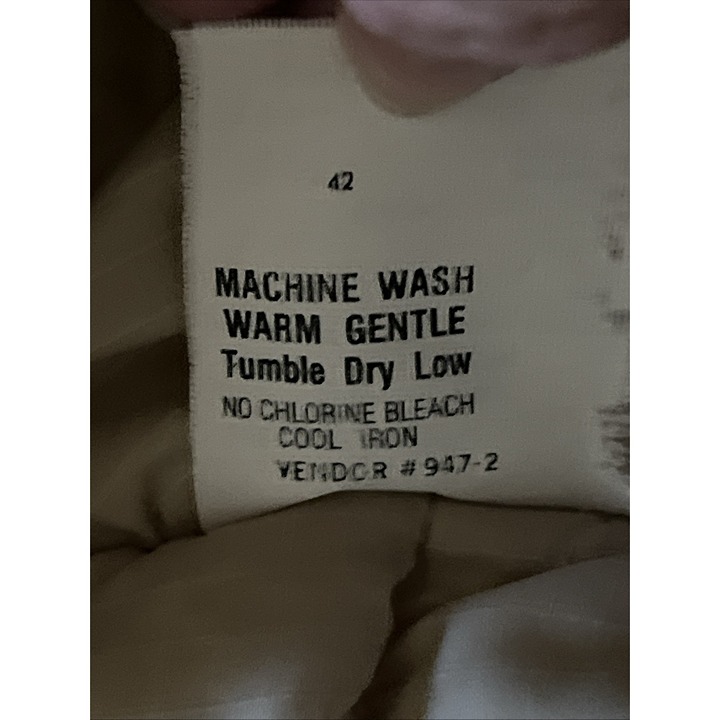 42
MACHINE WASH
WARM GENTLE
Tumble Dry Low
NO CHLORINE BLEACH
COOL IRON
VENDOR # 947-2